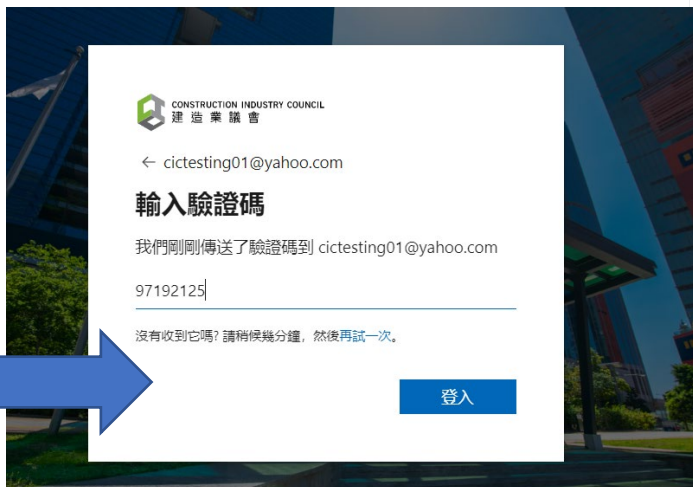 CONSTRUCTION INDUSTRY COUNCIL
建造業議會
← cictesting01@yahoo.com
輸入驗證碼
我們剛剛傳送了驗證碼到 cictesting01@yahoo.com
97192125
沒有收到它嗎? 請稍候幾分鐘，然後再試一次。
登入